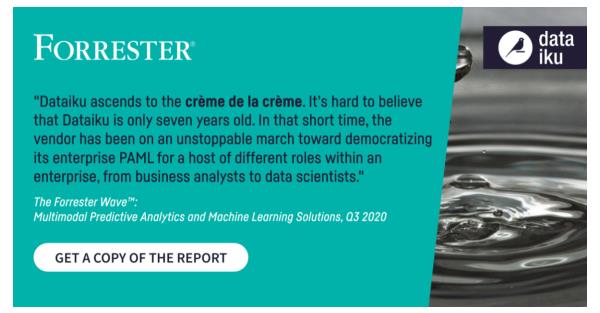 FORRESTER®
data
iku
"Dataiku ascends to the crème de la crème. It's hard to believe
that Dataiku is only seven years old. In that short time, the
vendor has been on an unstoppable march toward democratizing
its enterprise PAML for a host of different roles within an
enterprise, from business analysts to data scientists."
The Forrester Wave™:
Multimodal Predictive Analytics and Machine Learning Solutions, Q3 2020
GET A COPY OF THE REPORT